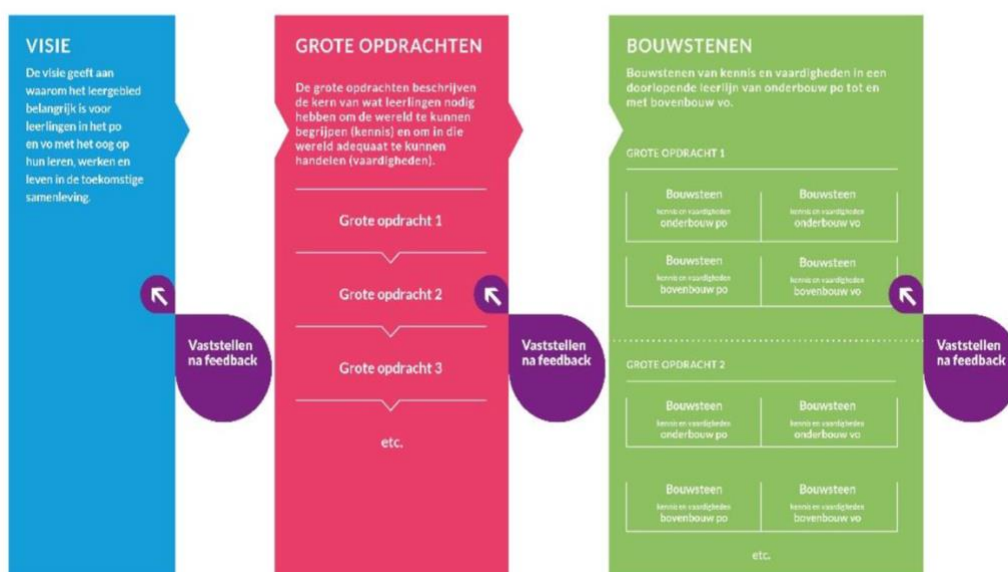 VISIE
De visie geeft aan
waarom het leergebied
belangrijk is voor
leerlingen in het po
en vo met het oog op
hun leren, werken en
leven in de toekomstige
samenleving.
Vaststellen
na feedback
GROTE OPDRACHTEN
De grote opdrachten beschrijven
de kern van wat leerlingen nodig
hebben om de wereld te kunnen
begrijpen (kennis) en om in die
wereld adequaat te kunnen
handelen (vaardigheden).
Grote opdracht 1
Grote opdracht 2
Grote opdracht 3
etc.
Vaststellen
na feedback
BOUWSTENEN
Bouwstenen van kennis en vaardigheden in een
doorlopende leerlijn van onderbouw po tot en
met bovenbouw vo.
GROTE OPDRACHT 1
Bouwsteen
kennis en vaardigheden
onderbouw po
Bouwsteen
kennis en vaardigheden
onderbouw vo
Bouwsteen
kennis en vaardigheden
bovenbouw po
Bouwsteen
kennis en vaardigheden
bovenbouw vo
GROTE OPDRACHT 2
Bouwsteen
kennis en vaardigheden
onderbouw po
Bouwsteen
kennis en vaardigheden
onderbouw vo
Bouwsteen
kennis en vaardigheden
bovenbouw po
Bouwsteen
kennis en vaardigheden
bovenbouw vo
etc.
Vaststellen
na feedback